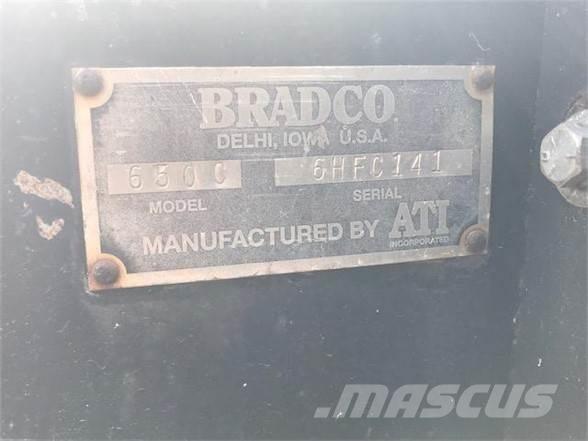 BRADCO
DELHI, IOWA U.S.A.
650C 6HFC141
MODEL SERIAL
MANUFACTURED BY ATI
INCORPORATED
MASCUS